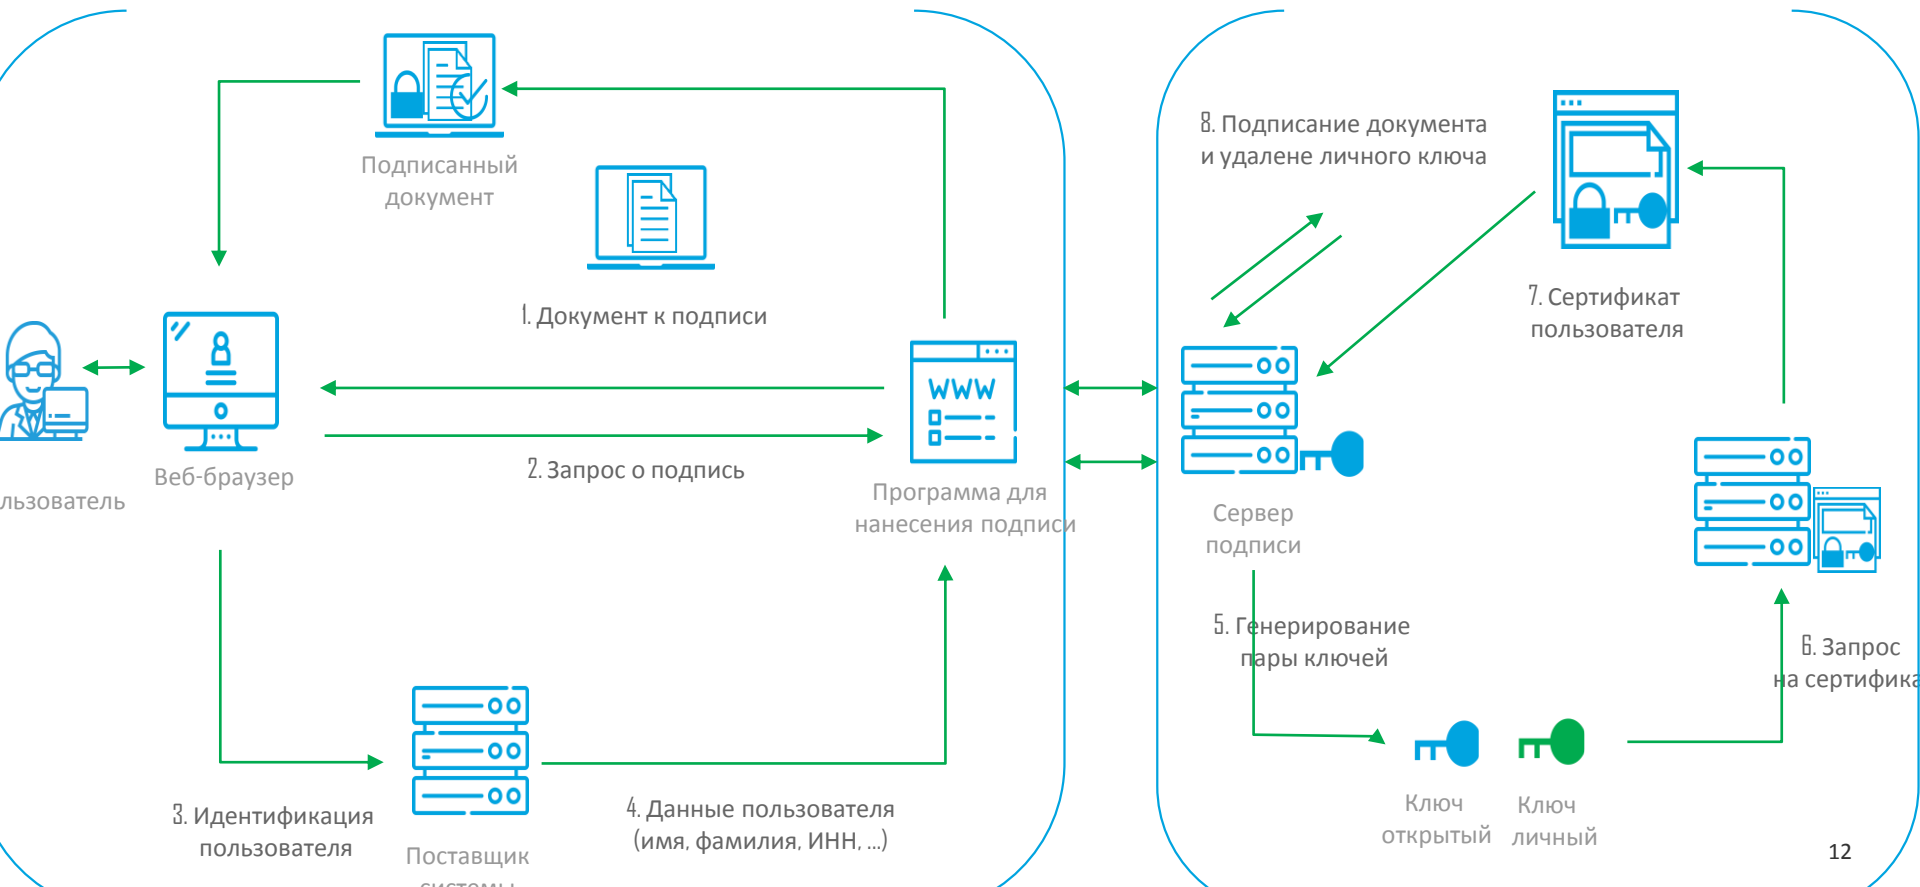 Подписанный
документ
1. Документ к подписи
2. Запрос о подпись
Веб-браузер
льзователь
Программа для
нанесения подписи
3. Идентификация
пользователя
Поставщик
системы
4. Данные пользователя
(имя, фамилия, ИНН, ...)
8. Подписание документа
и удалене личного ключа
7. Сертификат
пользователя
WWW
Сервер
подписи
5. Генерирование
пары ключей
6. Запрос
на сертифика
Ключ
открытый
Ключ
личный
12